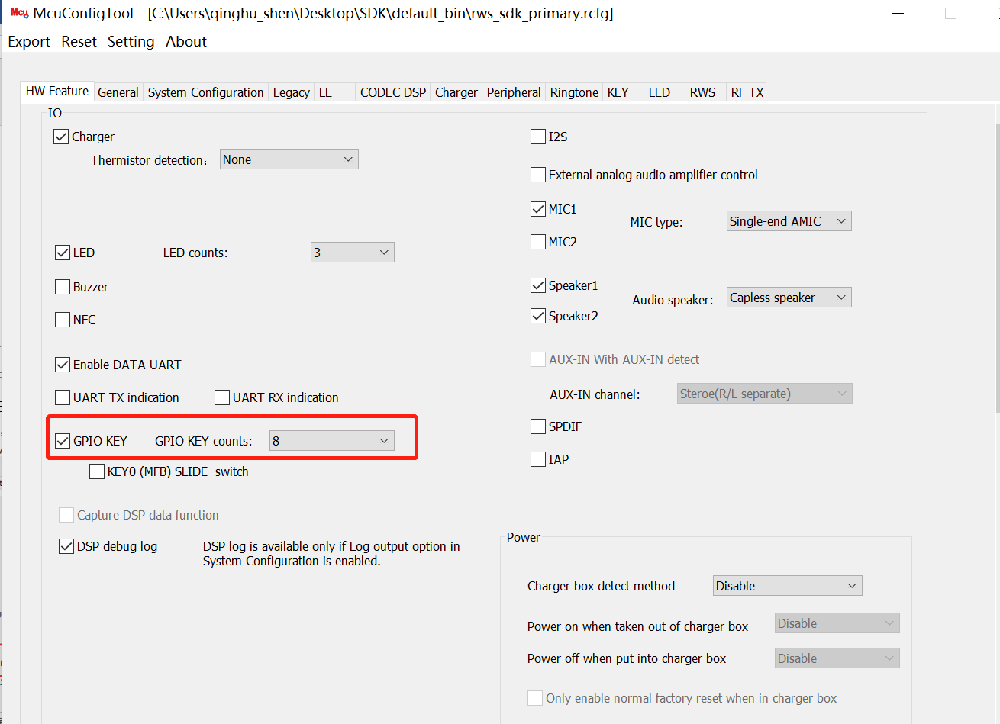 McuConfigTool - [C:\Users\qinghu_shen\Desktop\SDK\default_bin\rws_sdk_primary.rcfg]
Export Reset Setting About
HW Feature General System Configuration Legacy LE CODEC DSP Charger Peripheral Ringtone KEY LED RWS RF TX
IO
Charger
Thermistor detection： None
LED LED counts: 3
Buzzer
NFC
Enable DATA UART
UART TX indication UART RX indication
GPIO KEY GPIO KEY counts: 8
KEY0 (MFB) SLIDE switch
Capture DSP data function
DSP debug log DSP log is available only if Log output option in
System Configuration is enabled.
I2S
External analog audio amplifier control
MIC1
MIC type: Single-end AMIC
MIC2
Speaker1
Audio speaker: Capless speaker
Speaker2
AUX-IN With AUX-IN detect
AUX-IN channel: Steroe(R/L separate)
SPDIF
IAP
Power
Charger box detect method Disable
Power on when taken out of charger box Disable
Power off when put into charger box Disable
Only enable normal factory reset when in charger box